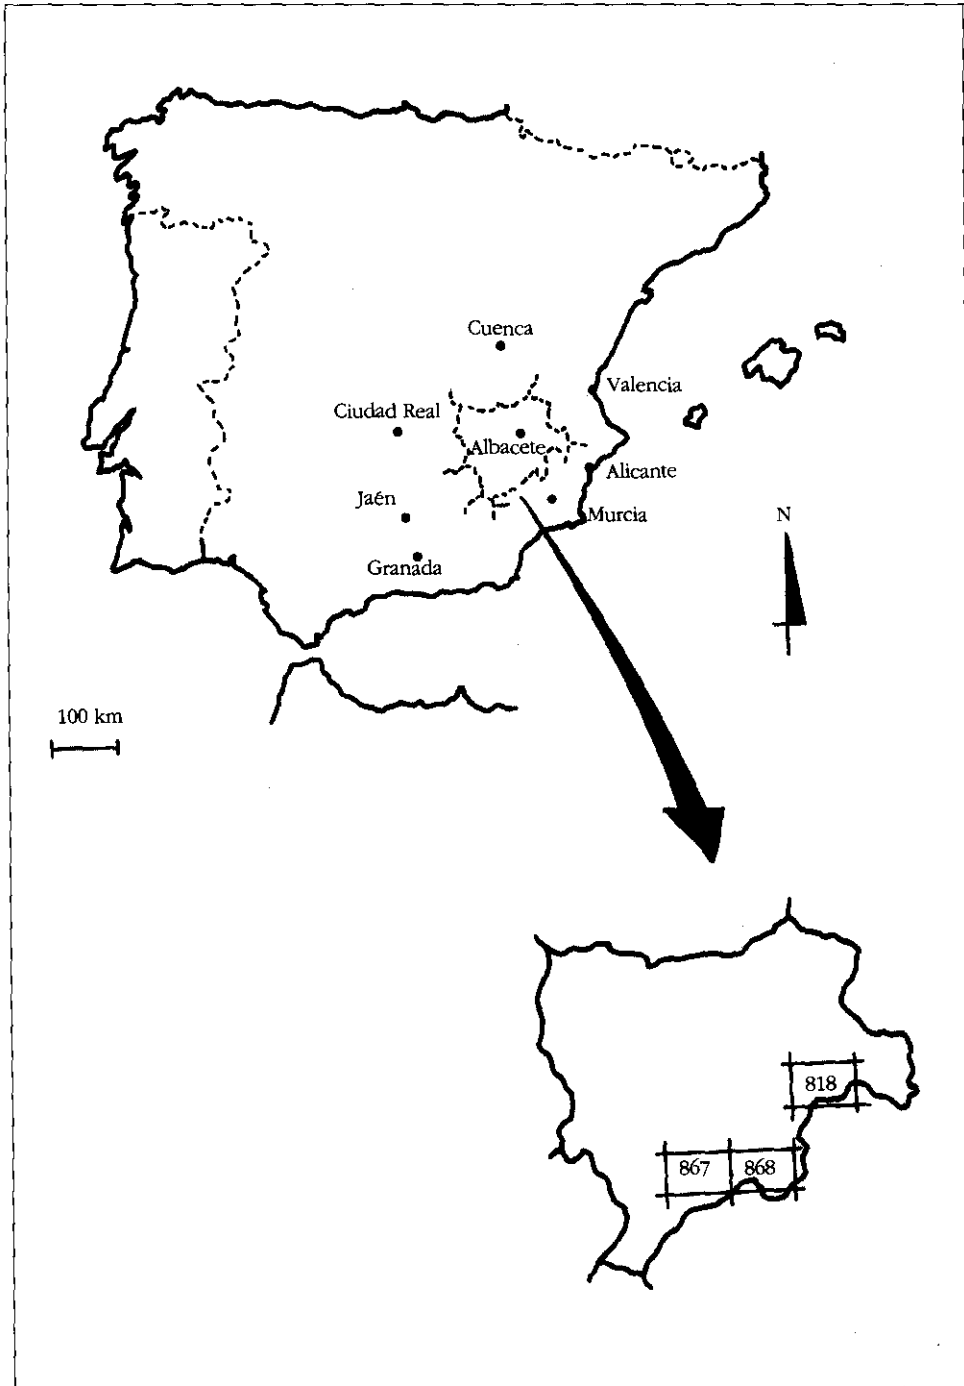 Cuenca
Valencia
Ciudad Real
Albacete
Alicante
Jaén
Murcia
N
Granada
100 km
818
867
868